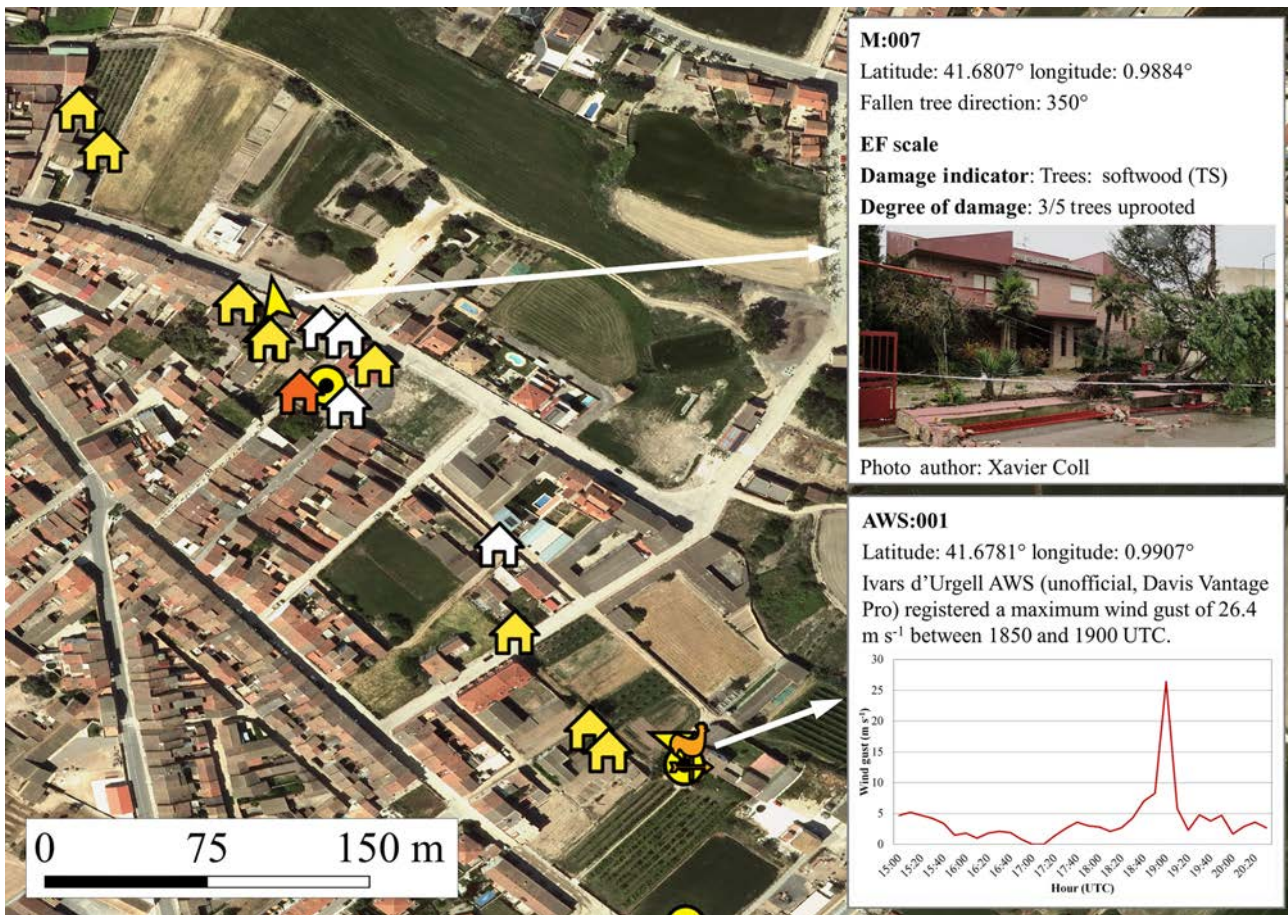 M:007
Latitude: 41.6807° longitude: 0.9884°
Fallen tree direction: 350°
EF scale
Damage indicator: Trees: softwood (TS)
Degree of damage: 3/5 trees uprooted
Photo author: Xavier Coll
AWS:001
Latitude: 41.6781° longitude: 0.9907°
Ivars d’Urgell AWS (unofficial, Davis Vantage
Pro) registered a maximum wind gust of 26.4
m s⁻¹ between 1850 and 1900 UTC.
Wind gust (m s⁻¹)
30
25
20
15
10
5
0
15:00 15:20 15:40 16:00 16:20 16:40 17:00 17:20 17:40 18:00 18:20 18:40 19:00 19:20 19:40 20:00 20:20
Hour (UTC)
0 75 150 m